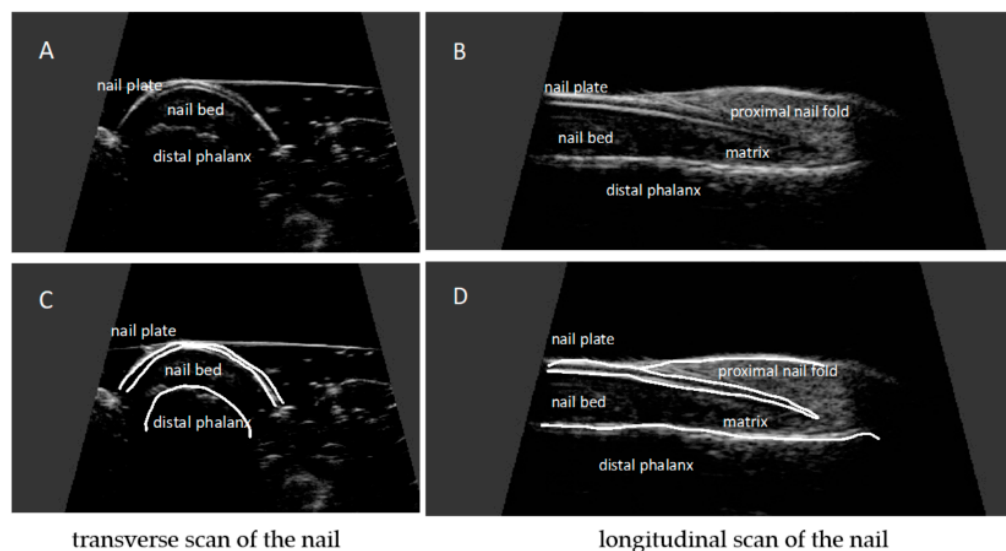 A
nail plate
nail bed
distal phalanx
B
nail plate
proximal nail fold
nail bed
matrix
distal phalanx
C
nail plate
nail bed
distal phalanx
D
nail plate
proximal nail fold
nail bed
matrix
distal phalanx
transverse scan of the nail
longitudinal scan of the nail